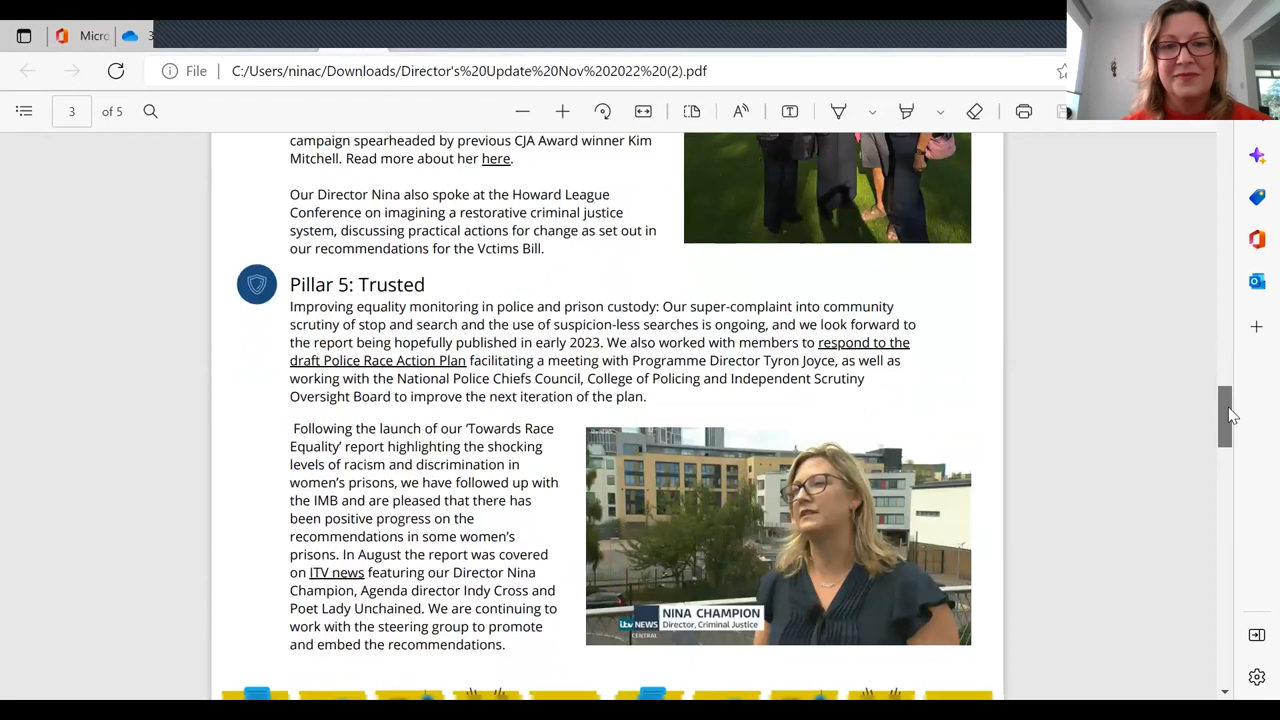 Micro
3
File
C:/Users/ninac/Downloads/Director's%20Update%20Nov%202022%20(2).pdf
3
of 5
campaign spearheaded by previous CJA Award winner Kim
Mitchell. Read more about her here.
Our Director Nina also spoke at the Howard League
Conference on imagining a restorative criminal justice
system, discussing practical actions for change as set out in
our recommendations for the Vctims Bill.
Pillar 5: Trusted
Improving equality monitoring in police and prison custody: Our super-complaint into community
scrutiny of stop and search and the use of suspicion-less searches is ongoing, and we look forward to
the report being hopefully published in early 2023. We also worked with members to respond to the
draft Police Race Action Plan facilitating a meeting with Programme Director Tyron Joyce, as well as
working with the National Police Chiefs Council, College of Policing and Independent Scrutiny
Oversight Board to improve the next iteration of the plan.
Following the launch of our ‘Towards Race
Equality’ report highlighting the shocking
levels of racism and discrimination in
women’s prisons, we have followed up with
the IMB and are pleased that there has
been positive progress on the
recommendations in some women’s
prisons. In August the report was covered
on ITV news featuring our Director Nina
Champion, Agenda director Indy Cross and
Poet Lady Unchained. We are continuing to
work with the steering group to promote
and embed the recommendations.
itv NEWS
CENTRAL
NINA CHAMPION
Director, Criminal Justice